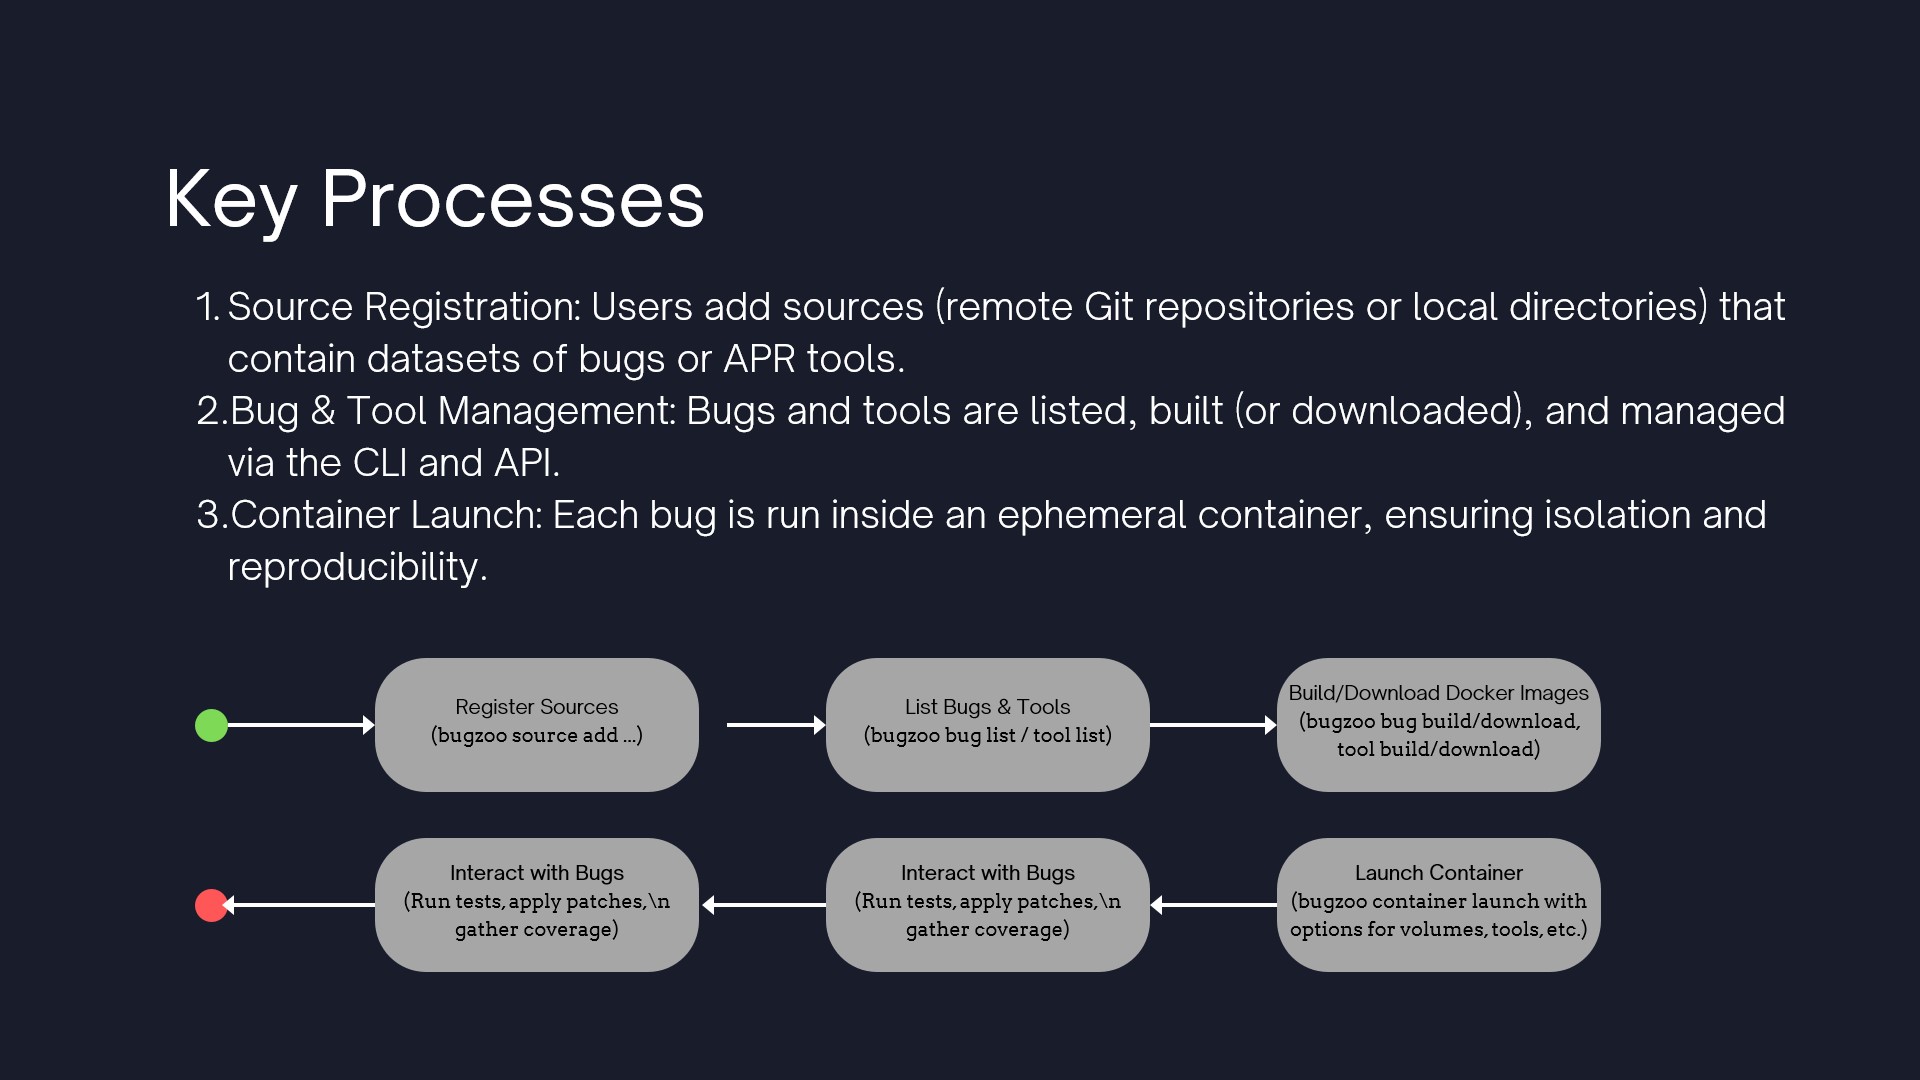 Key Processes
1. Source Registration: Users add sources (remote Git repositories or local directories) that
contain datasets of bugs or APR tools.
2. Bug & Tool Management: Bugs and tools are listed, built (or downloaded), and managed
via the CLI and API.
3. Container Launch: Each bug is run inside an ephemeral container, ensuring isolation and
reproducibility.
Register Sources
(bugzoo source add ...)
List Bugs & Tools
(bugzoo bug list / tool list)
Build/Download Docker Images
(bugzoo bug build/download,
tool build/download)
Interact with Bugs
(Run tests, apply patches,\n
gather coverage)
Interact with Bugs
(Run tests, apply patches,\n
gather coverage)
Launch Container
(bugzoo container launch with
options for volumes, tools, etc.)